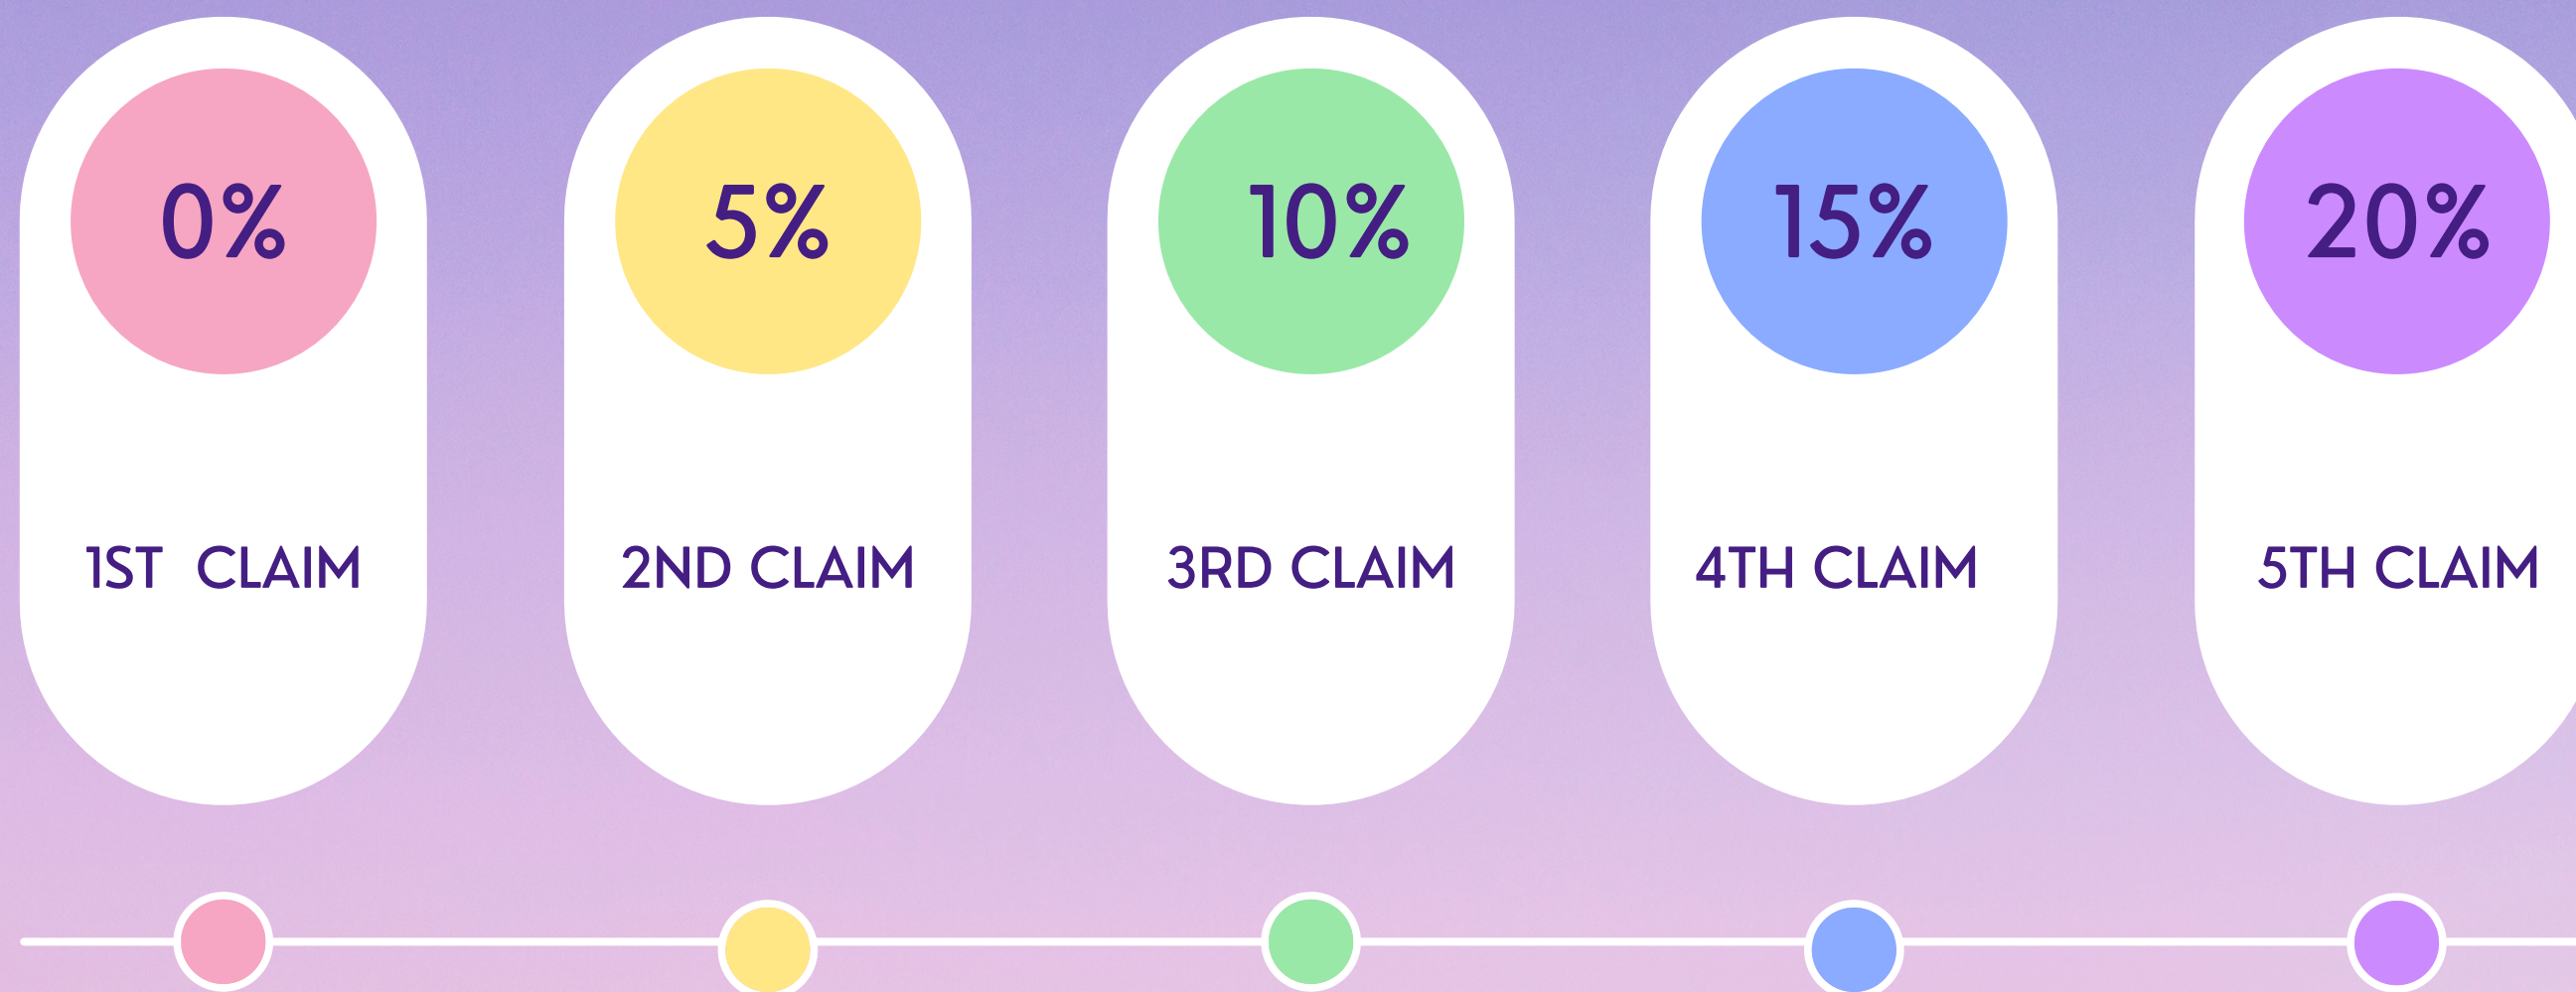 0%
5%
10%
15%
20%
1ST CLAIM
2ND CLAIM
3RD CLAIM
4TH CLAIM
5TH CLAIM